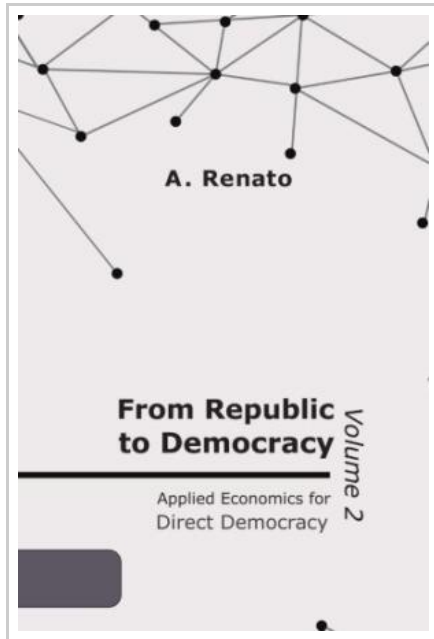 A. Renato
From Republic
to Democracy
Volume 2
Applied Economics for
Direct Democracy